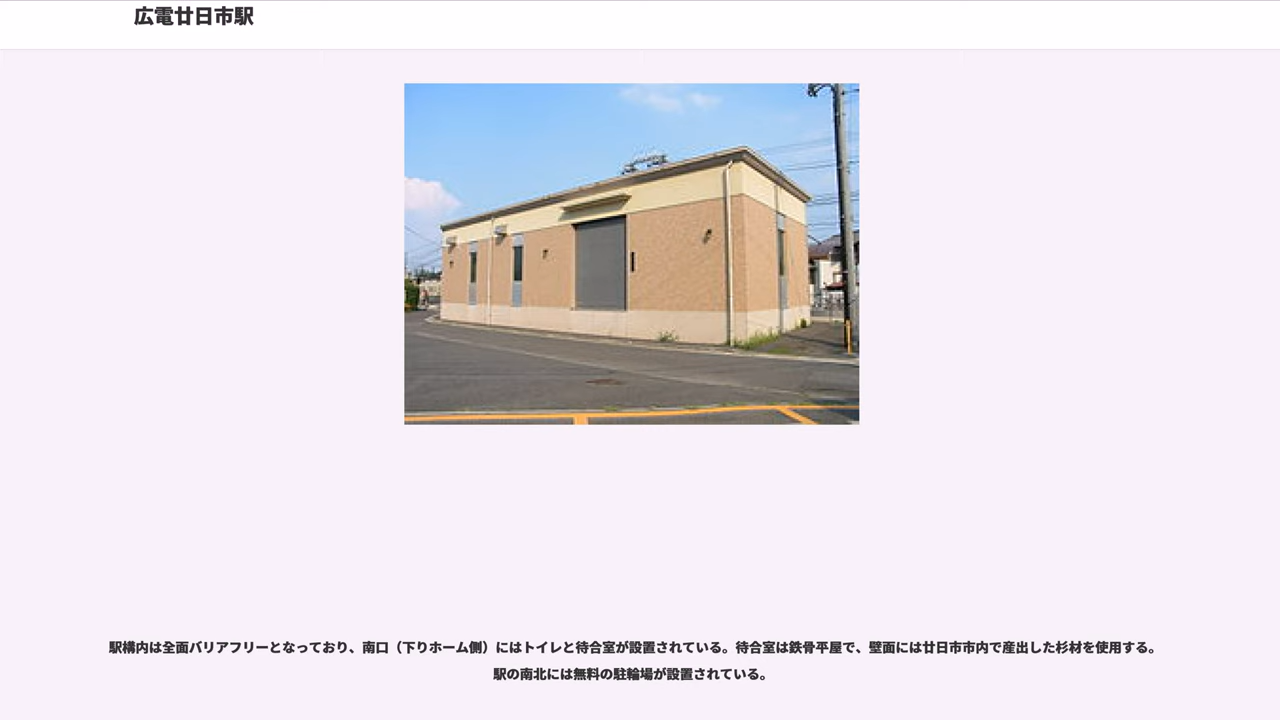 広電廿日市駅
駅構内は全面バリアフリーとなっており、南口（下りホーム側）にはトイレと待合室が設置されている。待合室は鉄骨平屋で、壁面には廿日市市内で産出した杉材を使用する。
駅の南北には無料の駐輪場が設置されている。